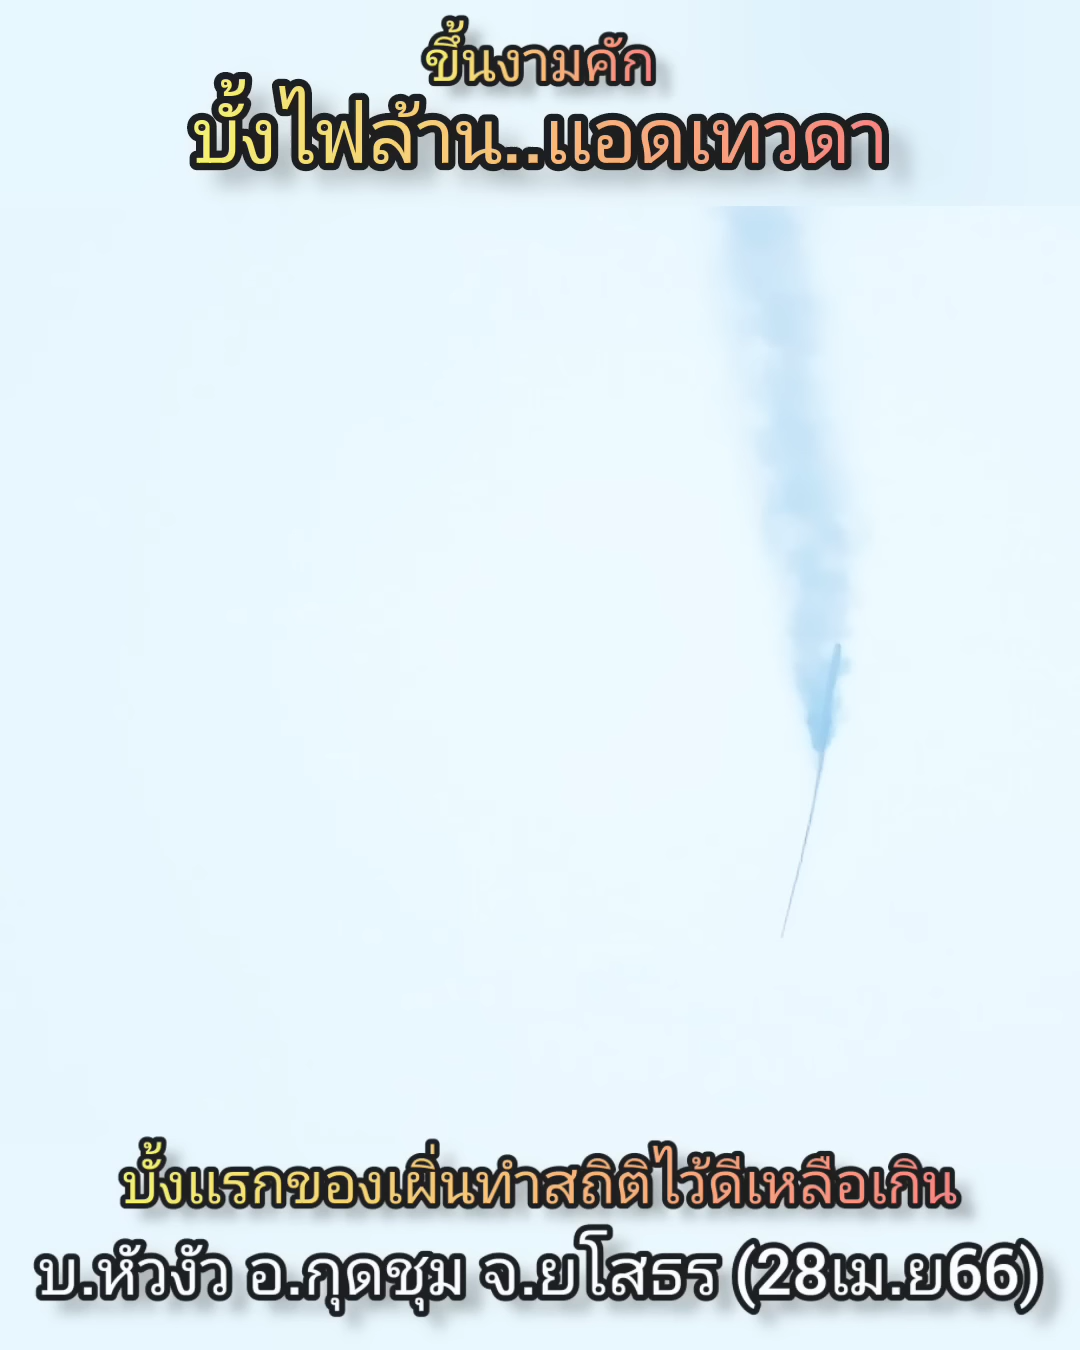 ขึ้นงามคัก
บั้งไฟล้าน..แอดเทวดา
บั้งแรกของเผิ่นทำสถิติไว้ดีเหลือเกิน
บ.หัวงัว อ.กุดชุม จ.ยโสธร (28เม.ย66)